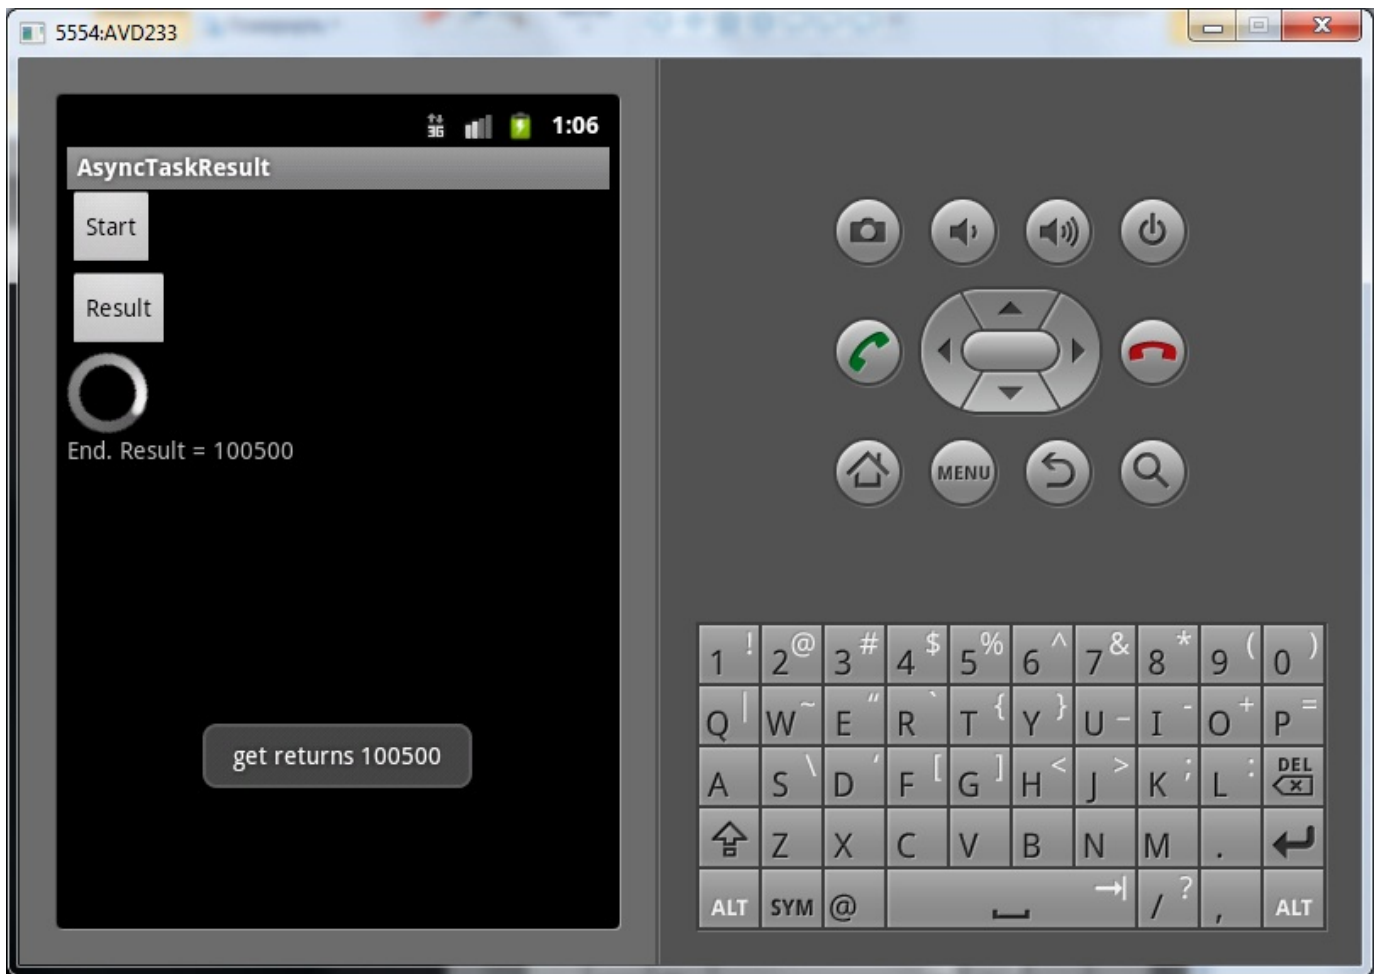 5554:AVD233
3G 1:06
AsyncTaskResult
Start
Result
End. Result = 100500
get returns 100500
MENU
1 ! 2 @ 3 # 4 $ 5 % 6 ^ 7 & 8 * 9 ( 0 )
Q | W ~ E “ R ` T { Y } U _ I - O + P =
A S \ D ‘ F [ G ] H < J > K ; L : DEL
Z X C V B N M .
ALT SYM @ / ? , ALT